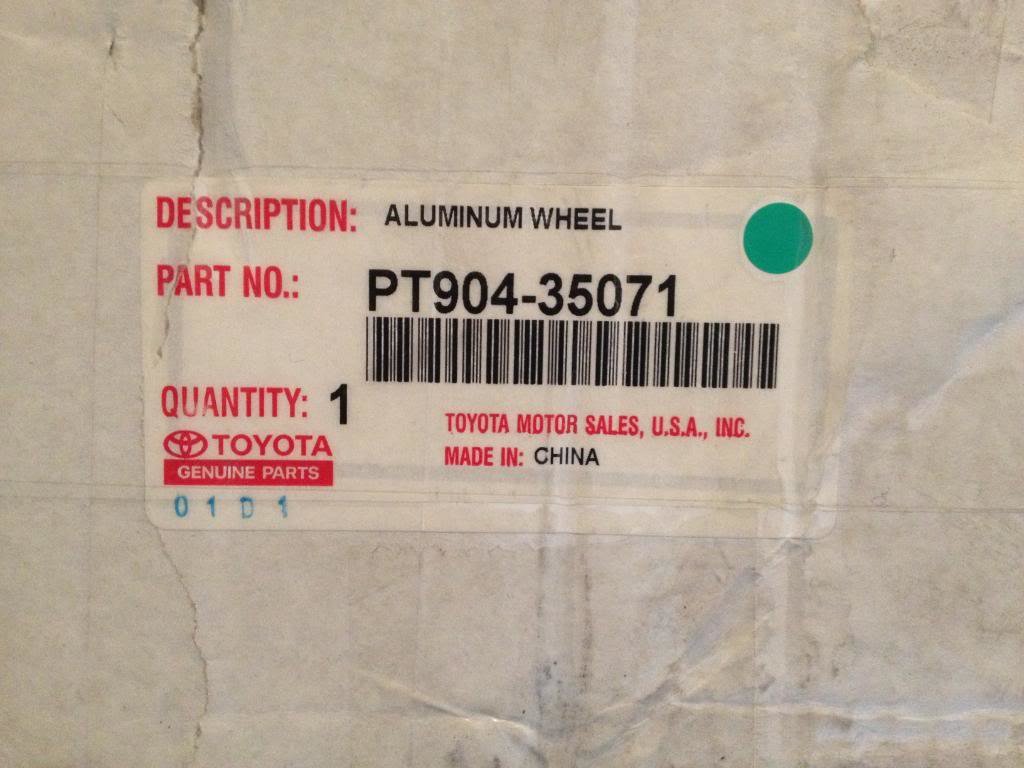 DESCRIPTION: ALUMINUM WHEEL
PART NO.: PT904-35071
QUANTITY: 1
TOYOTA MOTOR SALES, U.S.A., INC.
MADE IN: CHINA
TOYOTA
GENUINE PARTS
01D1